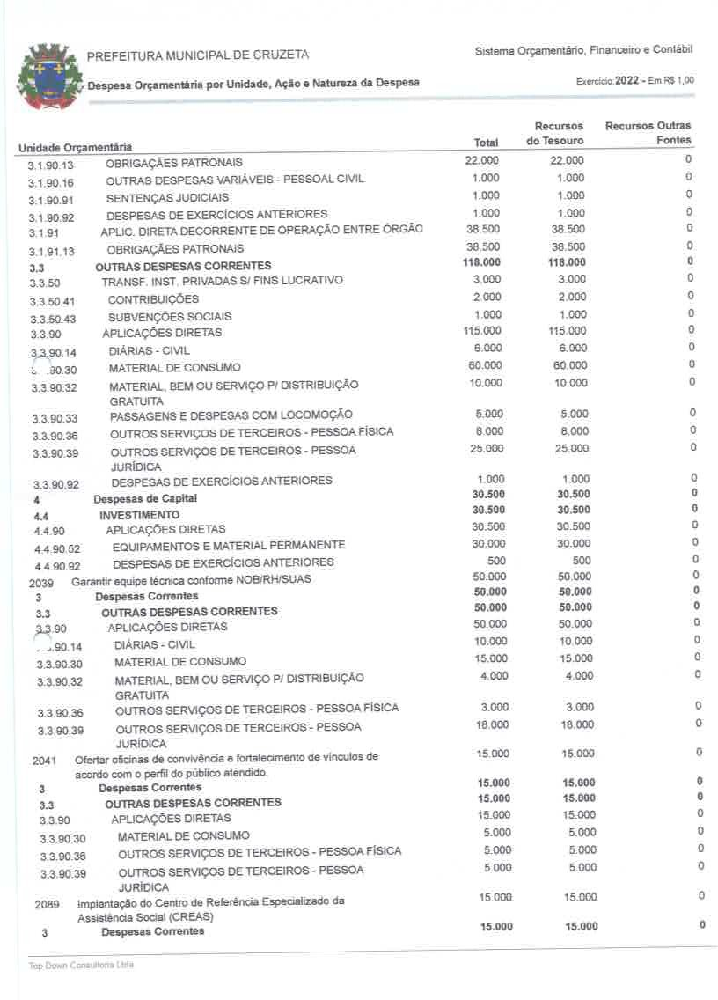 PREFEITURA MUNICIPAL DE CRUZETA
Sistema Orçamentário, Financeiro e Contábil
Despesa Orçamentária por Unidade, Ação e Natureza da Despesa
Exercício: 2022 - Em R$ 1,00
Unidade Orçamentária Total Recursos do Tesouro Recursos Outras Fontes
3.1.90.13 OBRIGAÇÃES PATRONAIS 22.000 22.000 0
3.1.90.16 OUTRAS DESPESAS VARIÁVEIS - PESSOAL CIVIL 1.000 1.000 0
3.1.90.91 SENTENÇAS JUDICIAIS 1.000 1.000 0
3.1.90.92 DESPESAS DE EXERCÍCIOS ANTERIORES 1.000 1.000 0
3.1.91 APLIC. DIRETA DECORRENTE DE OPERAÇÃO ENTRE ÓRGÃO 38.500 38.500 0
3.1.91.13 OBRIGAÇÃES PATRONAIS 38.500 38.500 0
3.3 OUTRAS DESPESAS CORRENTES 118.000 118.000 0
3.3.50 TRANSF. INST. PRIVADAS S/ FINS LUCRATIVO 3.000 3.000 0
3.3.50.41 CONTRIBUIÇÕES 2.000 2.000 0
3.3.50.43 SUBVENÇÕES SOCIAIS 1.000 1.000 0
3.3.90 APLICAÇÕES DIRETAS 115.000 115.000 0
3.3.90.14 DIÁRIAS - CIVIL 6.000 6.000 0
.90.30 MATERIAL DE CONSUMO 60.000 60.000 0
3.3.90.32 MATERIAL, BEM OU SERVIÇO P/ DISTRIBUIÇÃO 10.000 10.000 0
GRATUITA
3.3.90.33 PASSAGENS E DESPESAS COM LOCOMOÇÃO 5.000 5.000 0
3.3.90.36 OUTROS SERVIÇOS DE TERCEIROS - PESSOA FÍSICA 8.000 8.000 0
3.3.90.39 OUTROS SERVIÇOS DE TERCEIROS - PESSOA 25.000 25.000 0
JURÍDICA
3.3.90.92 DESPESAS DE EXERCÍCIOS ANTERIORES 1.000 1.000 0
4 Despesas de Capital 30.500 30.500 0
4.4 INVESTIMENTO 30.500 30.500 0
4.4.90 APLICAÇÕES DIRETAS 30.500 30.500 0
4.4.90.52 EQUIPAMENTOS E MATERIAL PERMANENTE 30.000 30.000 0
4.4.90.92 DESPESAS DE EXERCÍCIOS ANTERIORES 500 500 0
2039 Garantir equipe técnica conforme NOB/RH/SUAS 50.000 50.000 0
3 Despesas Correntes 50.000 50.000 0
3.3 OUTRAS DESPESAS CORRENTES 50.000 50.000 0
3.3.90 APLICAÇÕES DIRETAS 50.000 50.000 0
.90.14 DIÁRIAS - CIVIL 10.000 10.000 0
3.3.90.30 MATERIAL DE CONSUMO 15.000 15.000 0
3.3.90.32 MATERIAL, BEM OU SERVIÇO P/ DISTRIBUIÇÃO 4.000 4.000 0
GRATUITA
3.3.90.36 OUTROS SERVIÇOS DE TERCEIROS - PESSOA FÍSICA 3.000 3.000 0
3.3.90.39 OUTROS SERVIÇOS DE TERCEIROS - PESSOA 18.000 18.000 0
JURÍDICA
2041 Ofertar oficinas de convivência e fortalecimento de vínculos de 15.000 15.000 0
acordo com o perfil do público atendido.
3 Despesas Correntes 15.000 15.000 0
3.3 OUTRAS DESPESAS CORRENTES 15.000 15.000 0
3.3.90 APLICAÇÕES DIRETAS 15.000 15.000 0
3.3.90.30 MATERIAL DE CONSUMO 5.000 5.000 0
3.3.90.36 OUTROS SERVIÇOS DE TERCEIROS - PESSOA FÍSICA 5.000 5.000 0
3.3.90.39 OUTROS SERVIÇOS DE TERCEIROS - PESSOA 5.000 5.000 0
JURÍDICA
2089 Implantação do Centro de Referência Especializado da 15.000 15.000 0
Assistência Social (CREAS)
3 Despesas Correntes 15.000 15.000 0
Top Down Consultoria Ltda